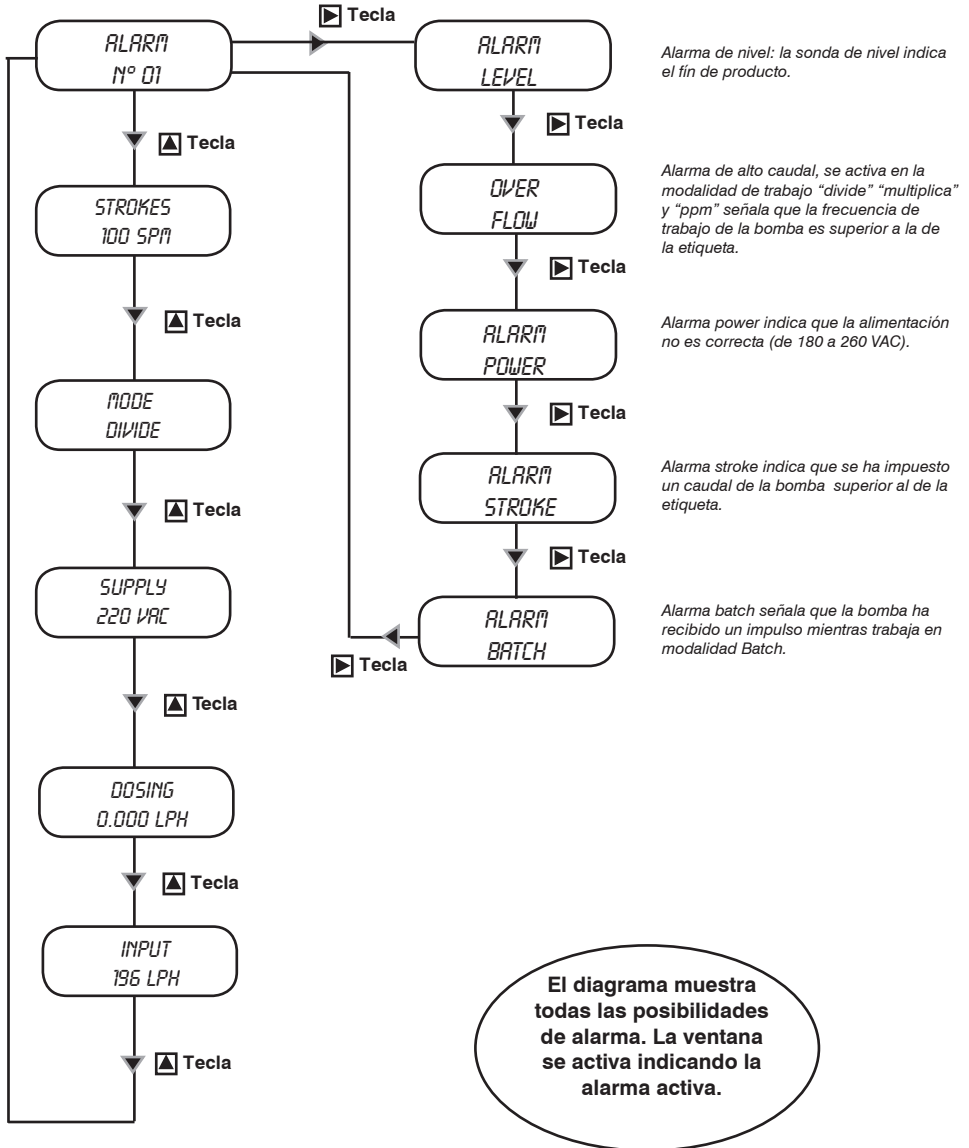 Tecla
ALARM
N° 01
Tecla
STROKES
100 SPM
Tecla
MODE
DIVIDE
Tecla
SUPPLY
220 VAC
Tecla
DOSING
0.000 LPH
Tecla
INPUT
196 LPH
Tecla
ALARM
LEVEL
Alarma de nivel: la sonda de nivel indica
el fín de producto.
Tecla
OVER
FLOW
Alarma de alto caudal, se activa en la
modalidad de trabajo “divide” “multiplica”
y “ppm” señala que la frecuencia de
trabajo de la bomba es superior a la de
la etiqueta.
Tecla
ALARM
POWER
Alarma power indica que la alimentación
no es correcta (de 180 a 260 VAC).
Tecla
ALARM
STROKE
Alarma stroke indica que se ha impuesto
un caudal de la bomba superior al de la
etiqueta.
Tecla
ALARM
BATCH
Alarma batch señala que la bomba ha
recibido un impulso mientras trabaja en
modalidad Batch.
Tecla
El diagrama muestra
todas las posibilidades
de alarma. La ventana
se activa indicando la
alarma activa.